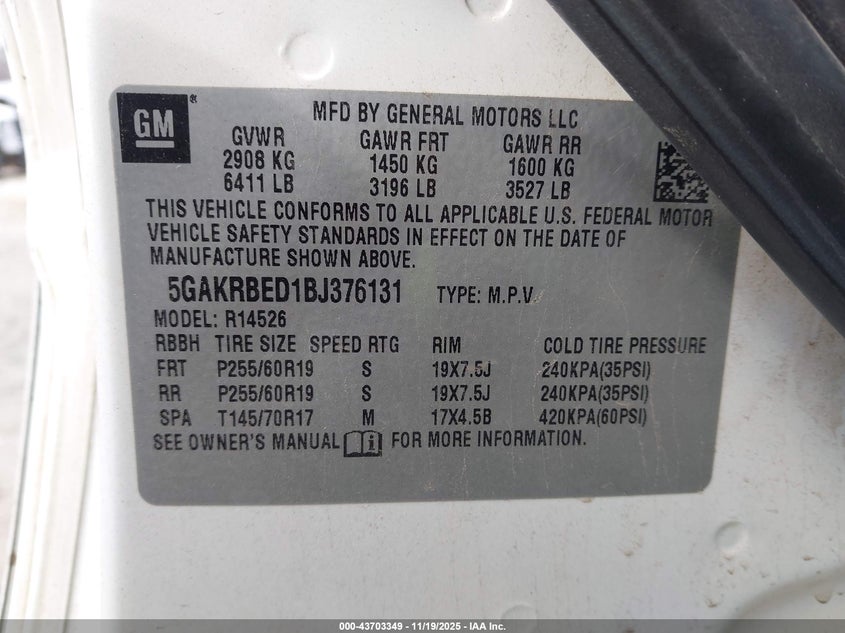 GM ®
MFD BY GENERAL MOTORS LLC
GVWR GAWR FRT GAWR RR
2908 KG 1450 KG 1600 KG
6411 LB 3196 LB 3527 LB
THIS VEHICLE CONFORMS TO ALL APPLICABLE U.S. FEDERAL MOTOR
VEHICLE SAFETY STANDARDS IN EFFECT ON THE DATE OF
MANUFACTURE SHOWN ABOVE.
5GAKRBED1BJ376131 TYPE: M.P.V.
MODEL: R14526
RBBH TIRE SIZE SPEED RTG RIM COLD TIRE PRESSURE
FRT P255/60R19 S 19X7.5J 240KPA(35PSI)
RR P255/60R19 S 19X7.5J 240KPA(35PSI)
SPA T145/70R17 M 17X4.5B 420KPA(60PSI)
SEE OWNER'S MANUAL FOR MORE INFORMATION.
000-43703349 - 11/19/2025 - IAA Inc.